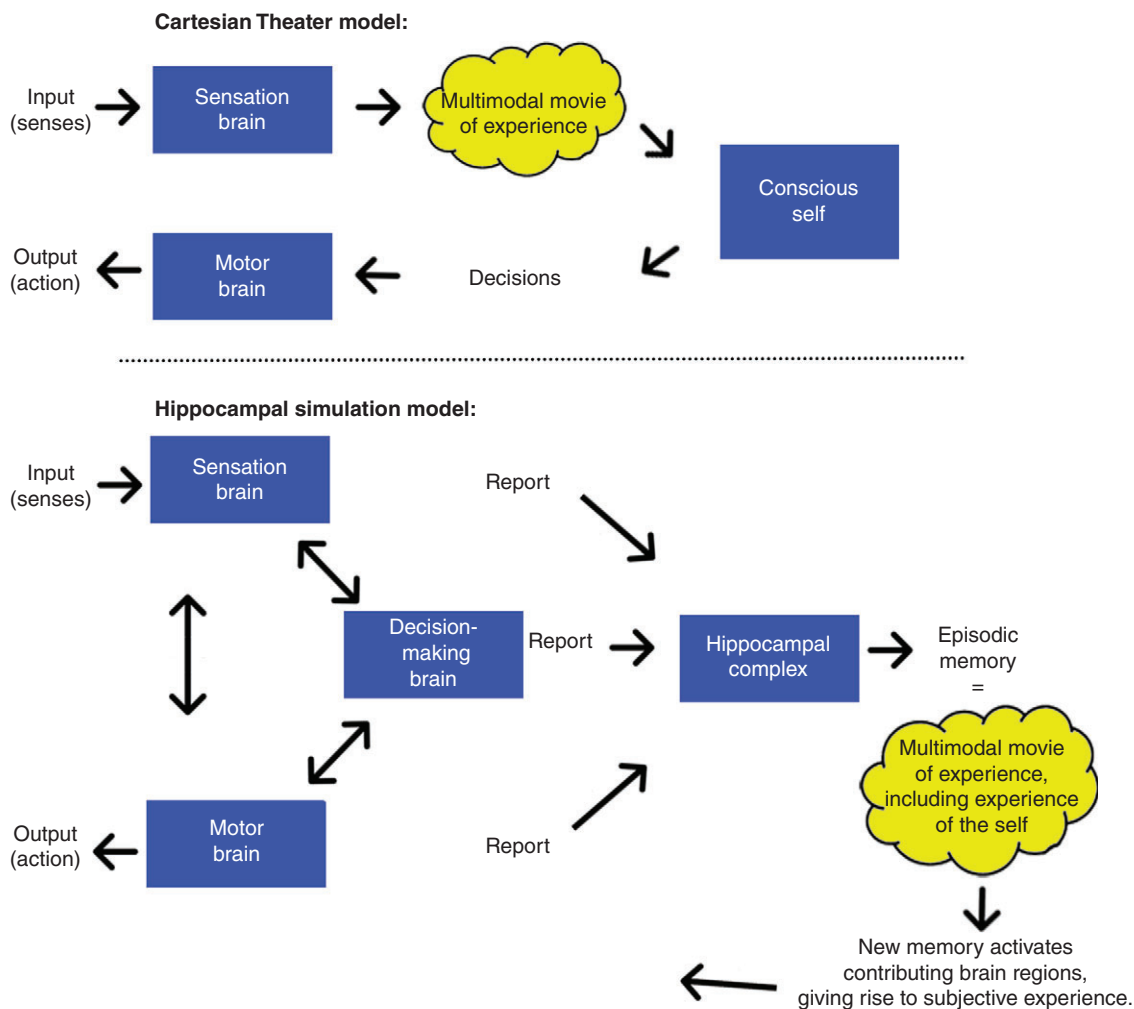 Cartesian Theater model:
Input
(senses)
Sensation
brain
Multimodal movie
of experience
Conscious
self
Output
(action)
Motor
brain
Decisions
Hippocampal simulation model:
Input
(senses)
Sensation
brain
Report
Decision-
making
brain
Report
Hippocampal
complex
Episodic
memory
=
Multimodal movie
of experience,
including experience
of the self
Output
(action)
Motor
brain
Report
New memory activates
contributing brain regions,
giving rise to subjective experience.